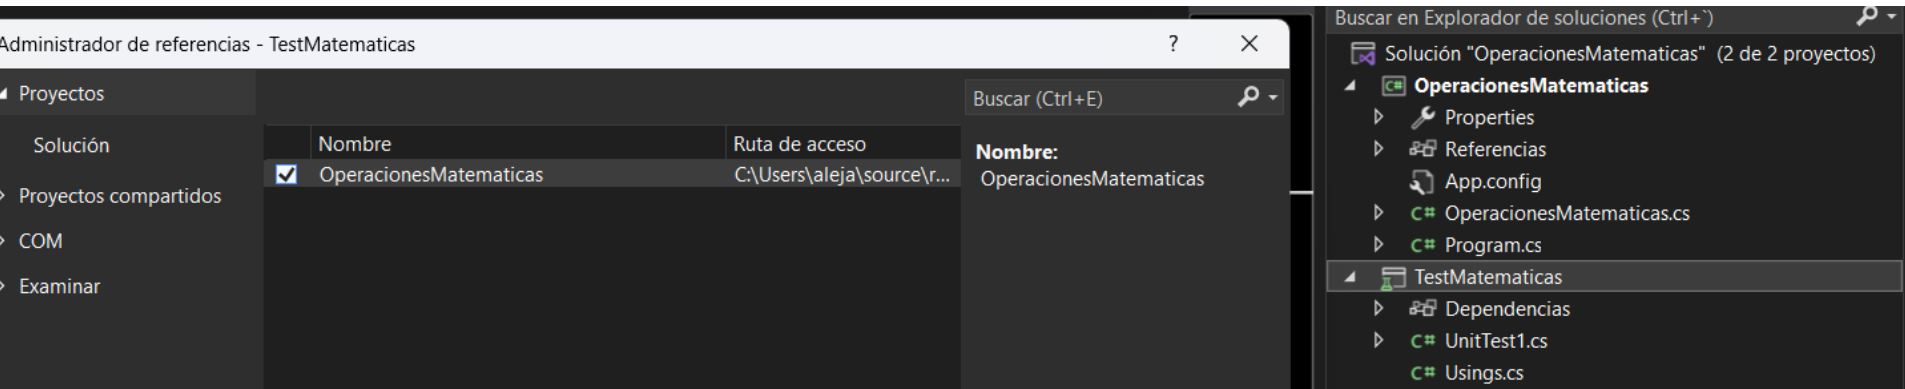 Administrador de referencias - TestMatematicas
?
Proyectos
Buscar (Ctrl+E)
Solución
Nombre
Ruta de acceso
OperacionesMatematicas
C:\Users\aleja\source\r...
Nombre:
OperacionesMatematicas
Proyectos compartidos
COM
Examinar
Buscar en Explorador de soluciones (Ctrl+`)
Solución "OperacionesMatematicas" (2 de 2 proyectos)
C# OperacionesMatematicas
Properties
Referencias
App.config
C# OperacionesMatematicas.cs
C# Program.cs
TestMatematicas
Dependencias
C# UnitTest1.cs
C# Usings.cs